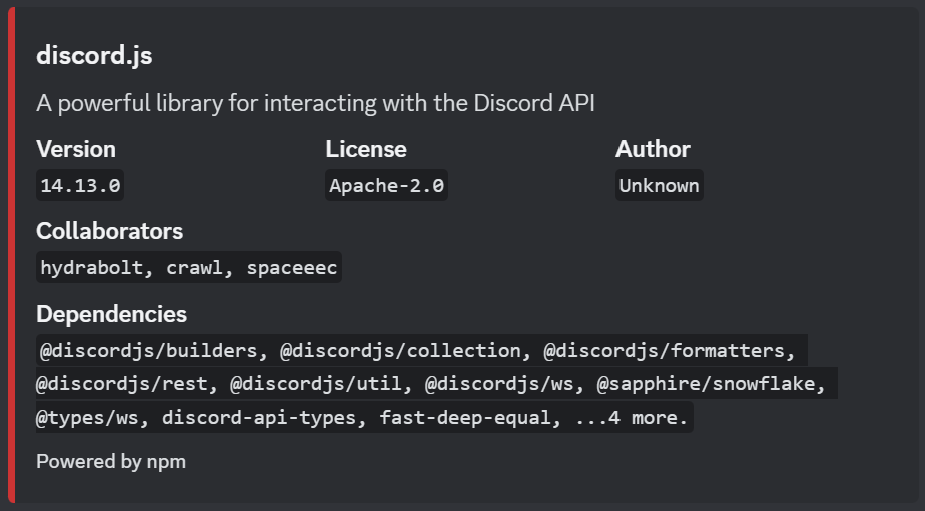 discord.js
A powerful library for interacting with the Discord API
Version License Author
14.13.0 Apache-2.0 Unknown
Collaborators
hydrabolt, crawl, spaceeec
Dependencies
@discordjs/builders, @discordjs/collection, @discordjs/formatters,
@discordjs/rest, @discordjs/util, @discordjs/ws, @sapphire/snowflake,
@types/ws, discord-api-types, fast-deep-equal, ...4 more.
Powered by npm